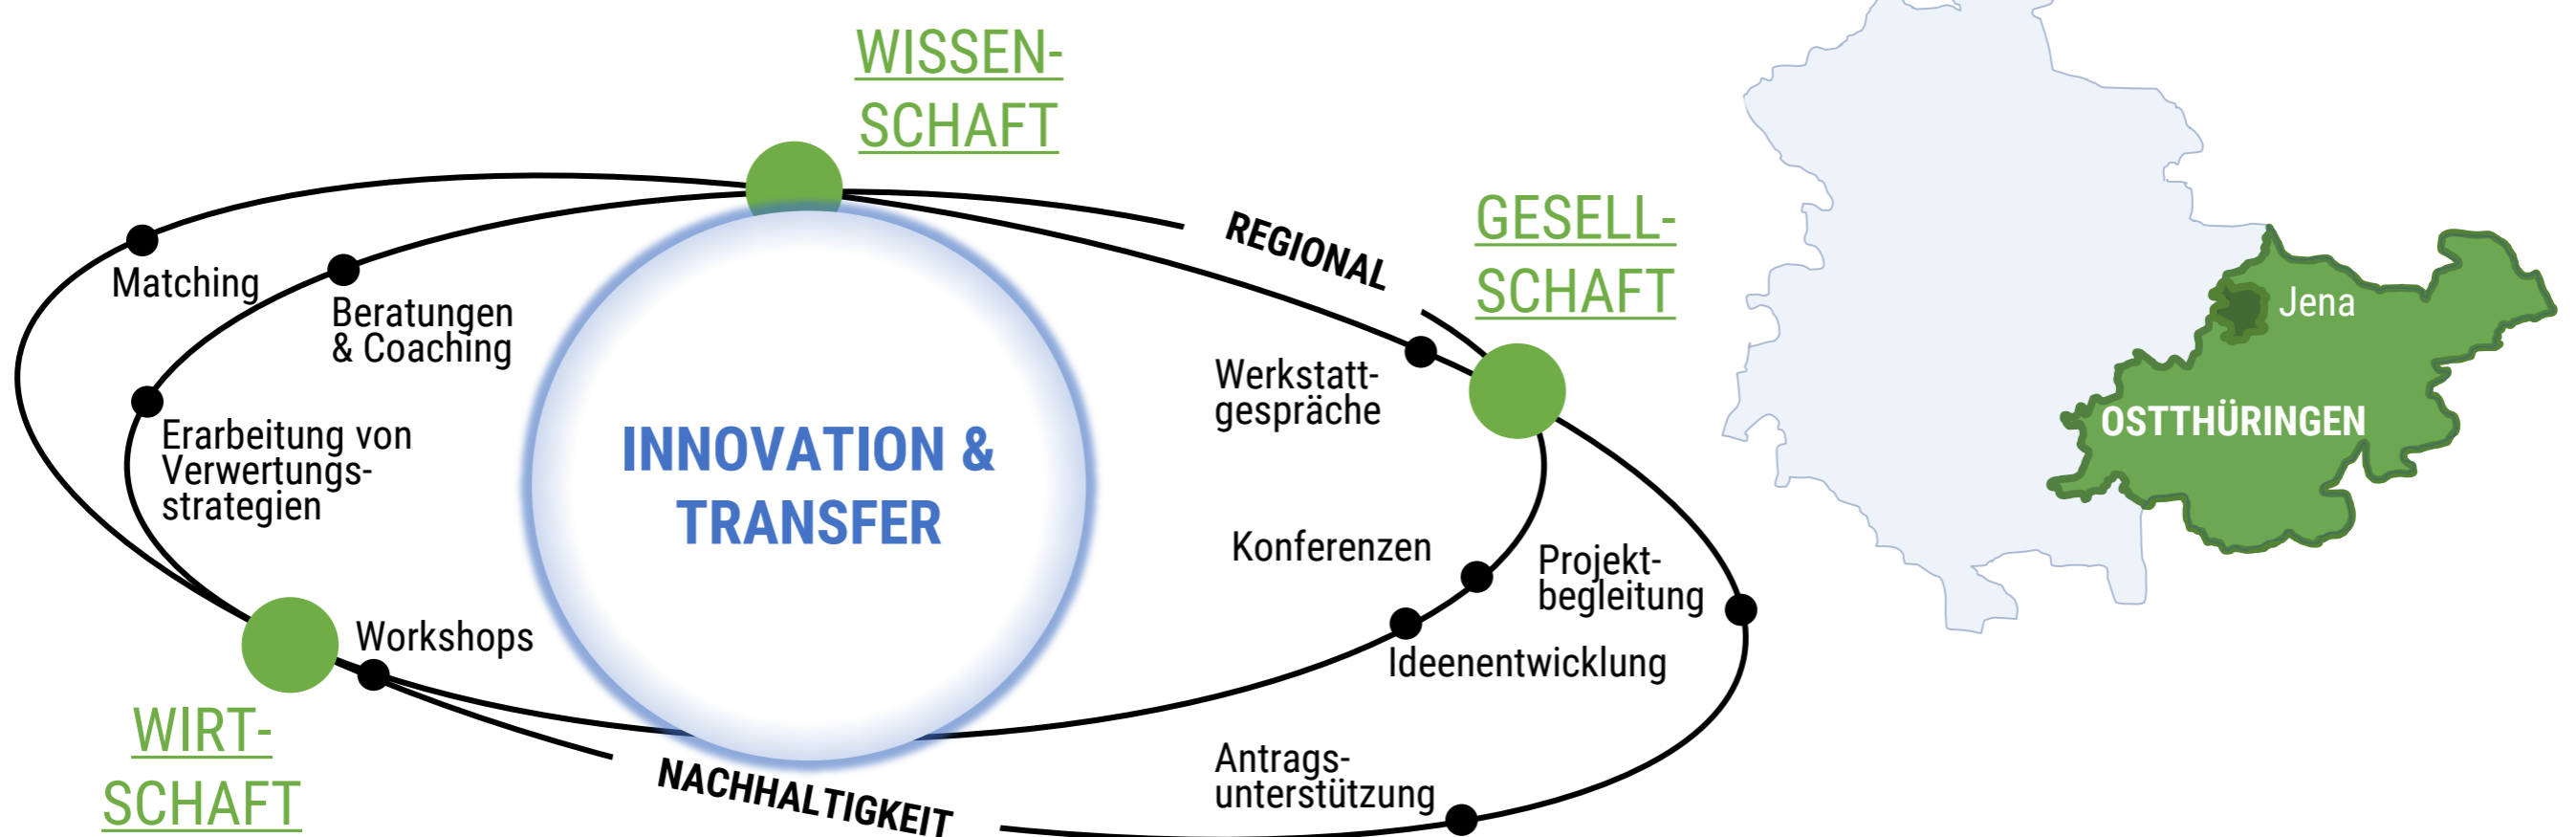 WISSEN-
SCHAFT
REGIONAL
GESELL-
SCHAFT
Matching
Beratungen
& Coaching
Erarbeitung von
Verwertungs-
strategien
INNOVATION &
TRANSFER
Werkstatt-
gespräche
Konferenzen
Projekt-
begleitung
Ideenentwicklung
Workshops
WIRT-
SCHAFT
NACHHALTIGKEIT
Antrags-
unterstützung
Jena
OSTTHÜRINGEN